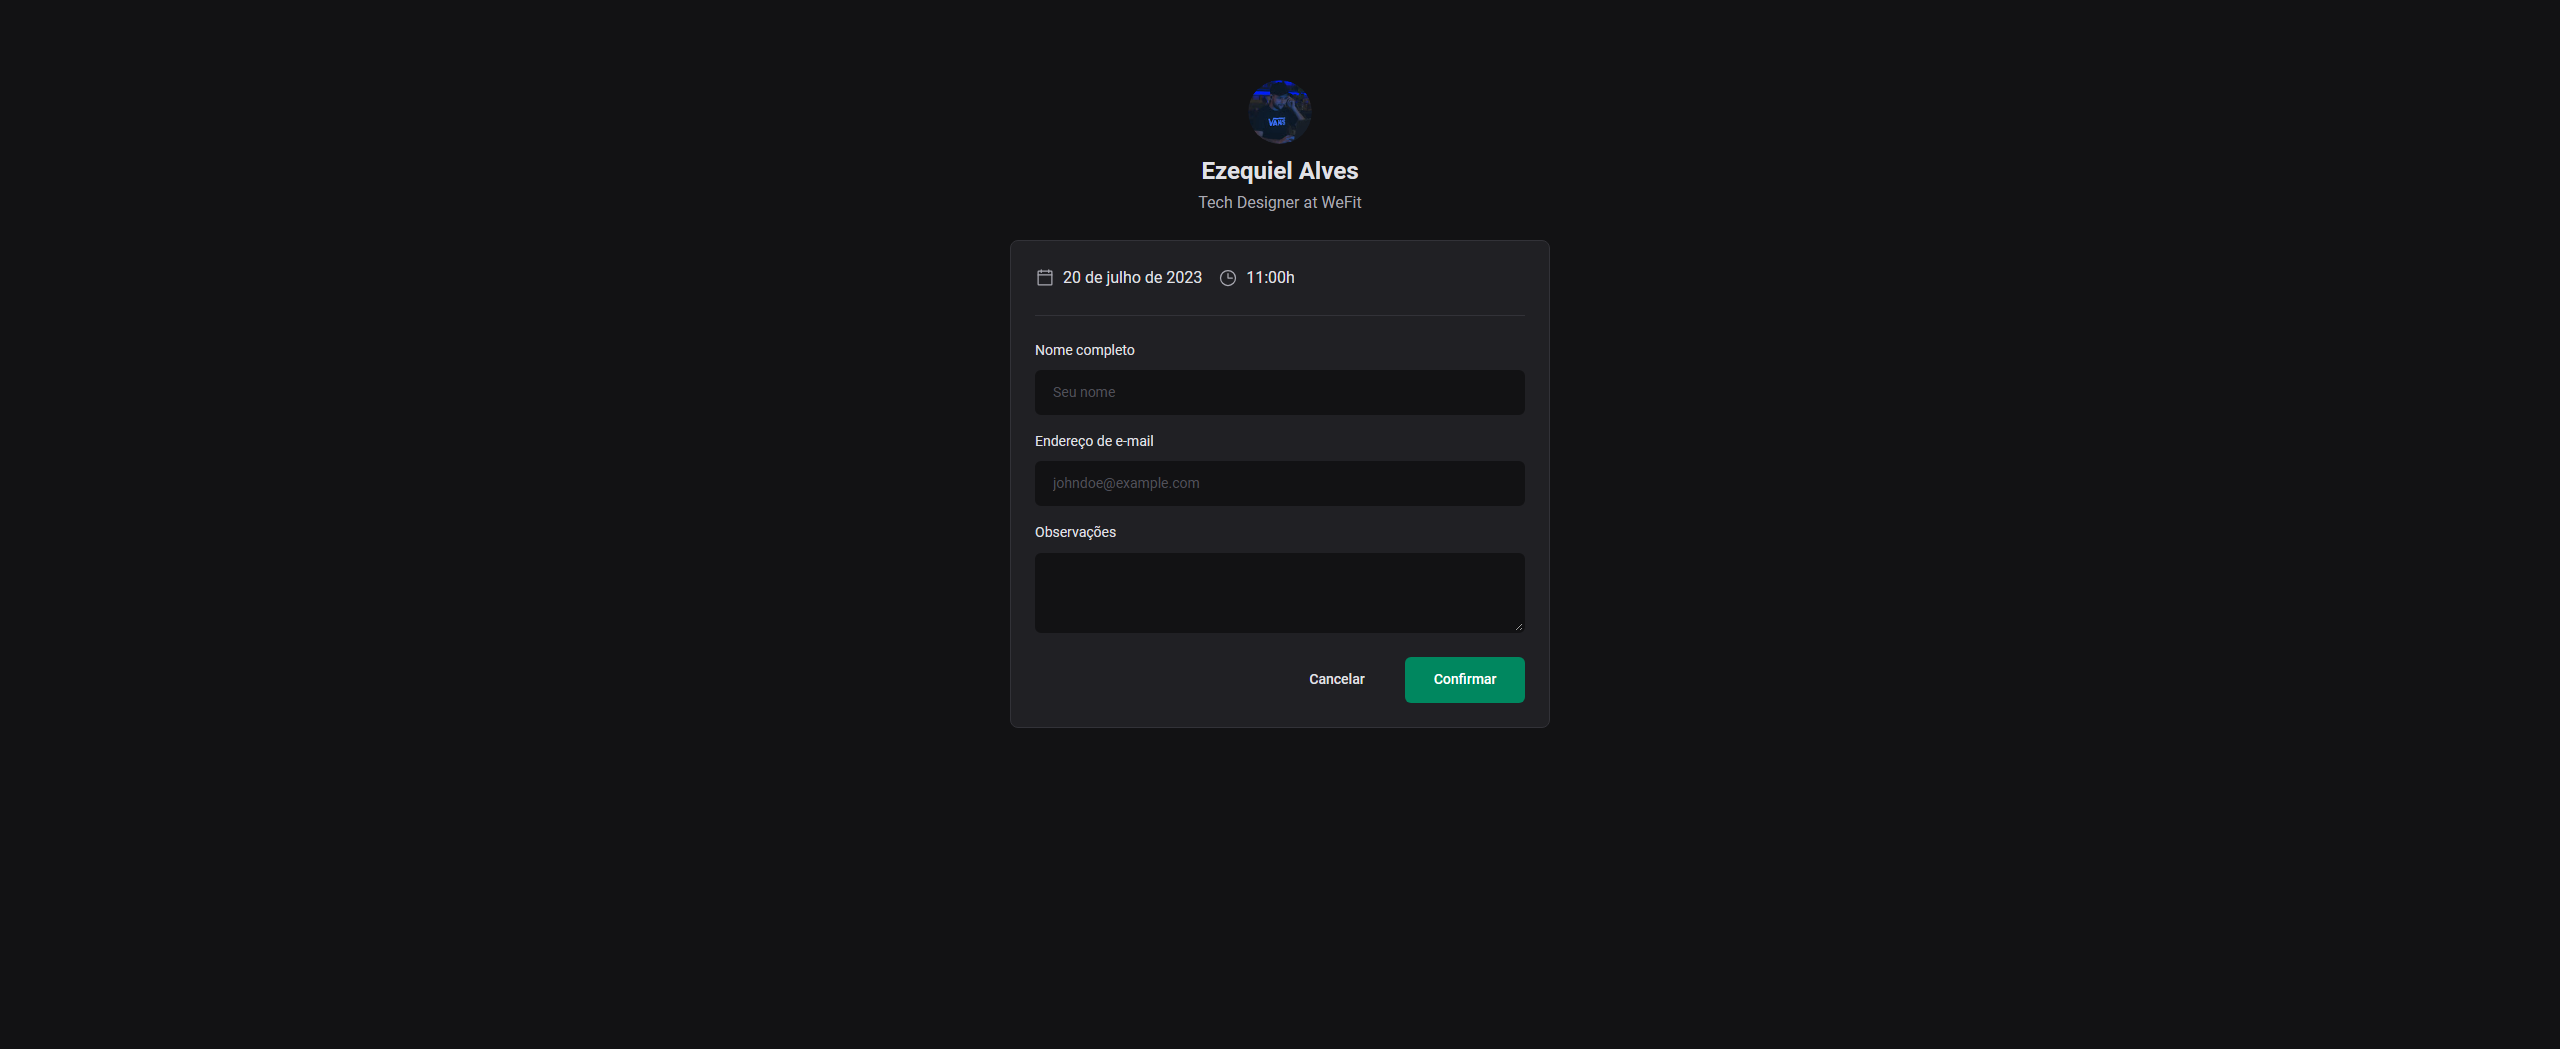 VANS
Ezequiel Alves
Tech Designer at WeFit
20 de julho de 2023 11:00h
Nome completo
Seu nome
Endereço de e-mail
johndoe@example.com
Observações
Cancelar Confirmar